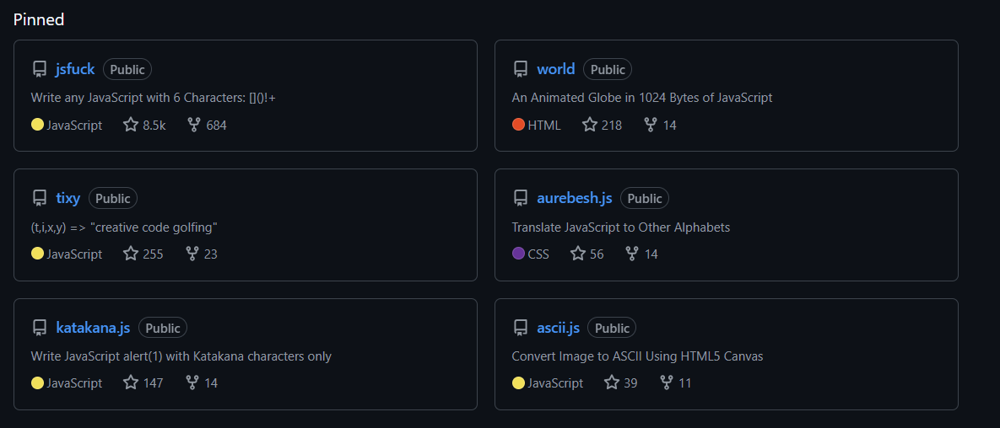 Pinned
jsfuck Public
Write any JavaScript with 6 Characters: []()!+
JavaScript 8.5k 684
world Public
An Animated Globe in 1024 Bytes of JavaScript
HTML 218 14
tixy Public
(t,i,x,y) => "creative code golfing"
JavaScript 255 23
aurebesh.js Public
Translate JavaScript to Other Alphabets
CSS 56 14
katakana.js Public
Write JavaScript alert(1) with Katakana characters only
JavaScript 147 14
ascii.js Public
Convert Image to ASCII Using HTML5 Canvas
JavaScript 39 11